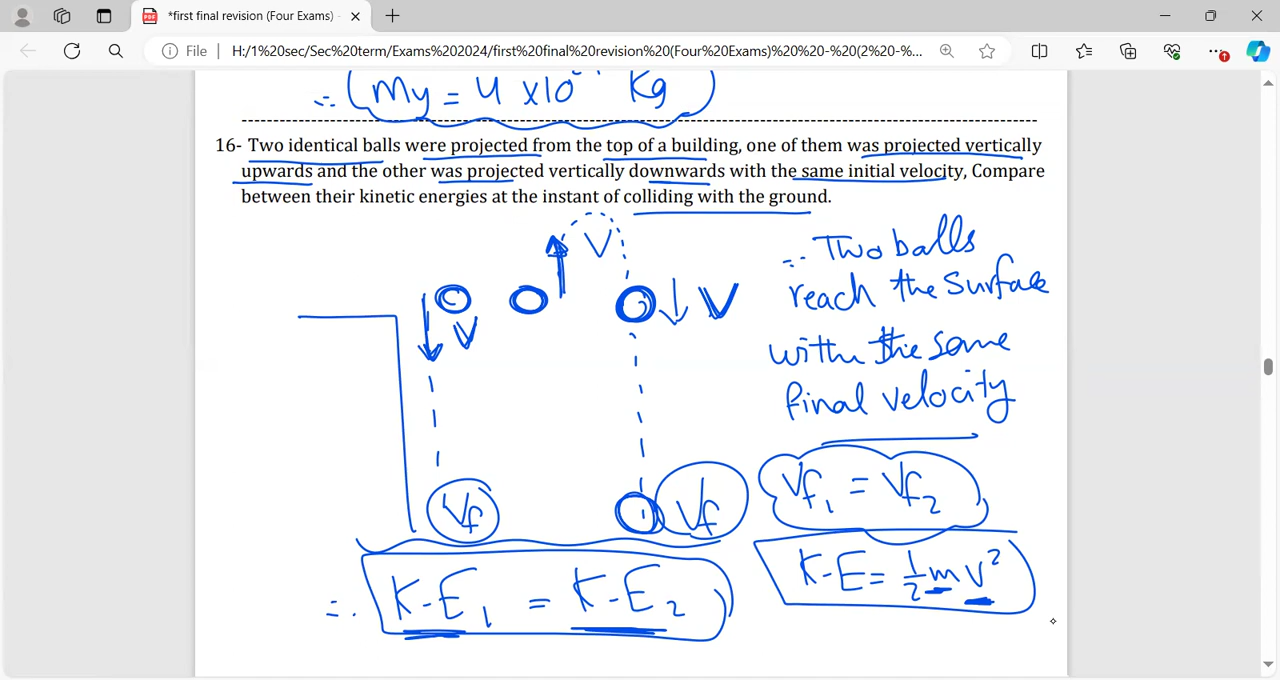 *first final revision (Four Exams) -
File
H:/1%20sec/Sec%20term/Exams%202024/first%20final%20revision%20(Four%20Exams)%20%20-%20(2%20-%...
∴ My = 4 x10 Kg
16- Two identical balls were projected from the top of a building, one of them was projected vertically
upwards and the other was projected vertically downwards with the same initial velocity, Compare
between their kinetic energies at the instant of colliding with the ground.
V
V
V
∵ Two balls
reach the surface
with the same
final velocity
Vf
Vf
Vf1 = Vf2
K-E = 1/2 m v²
∴ K-E1 = K-E2